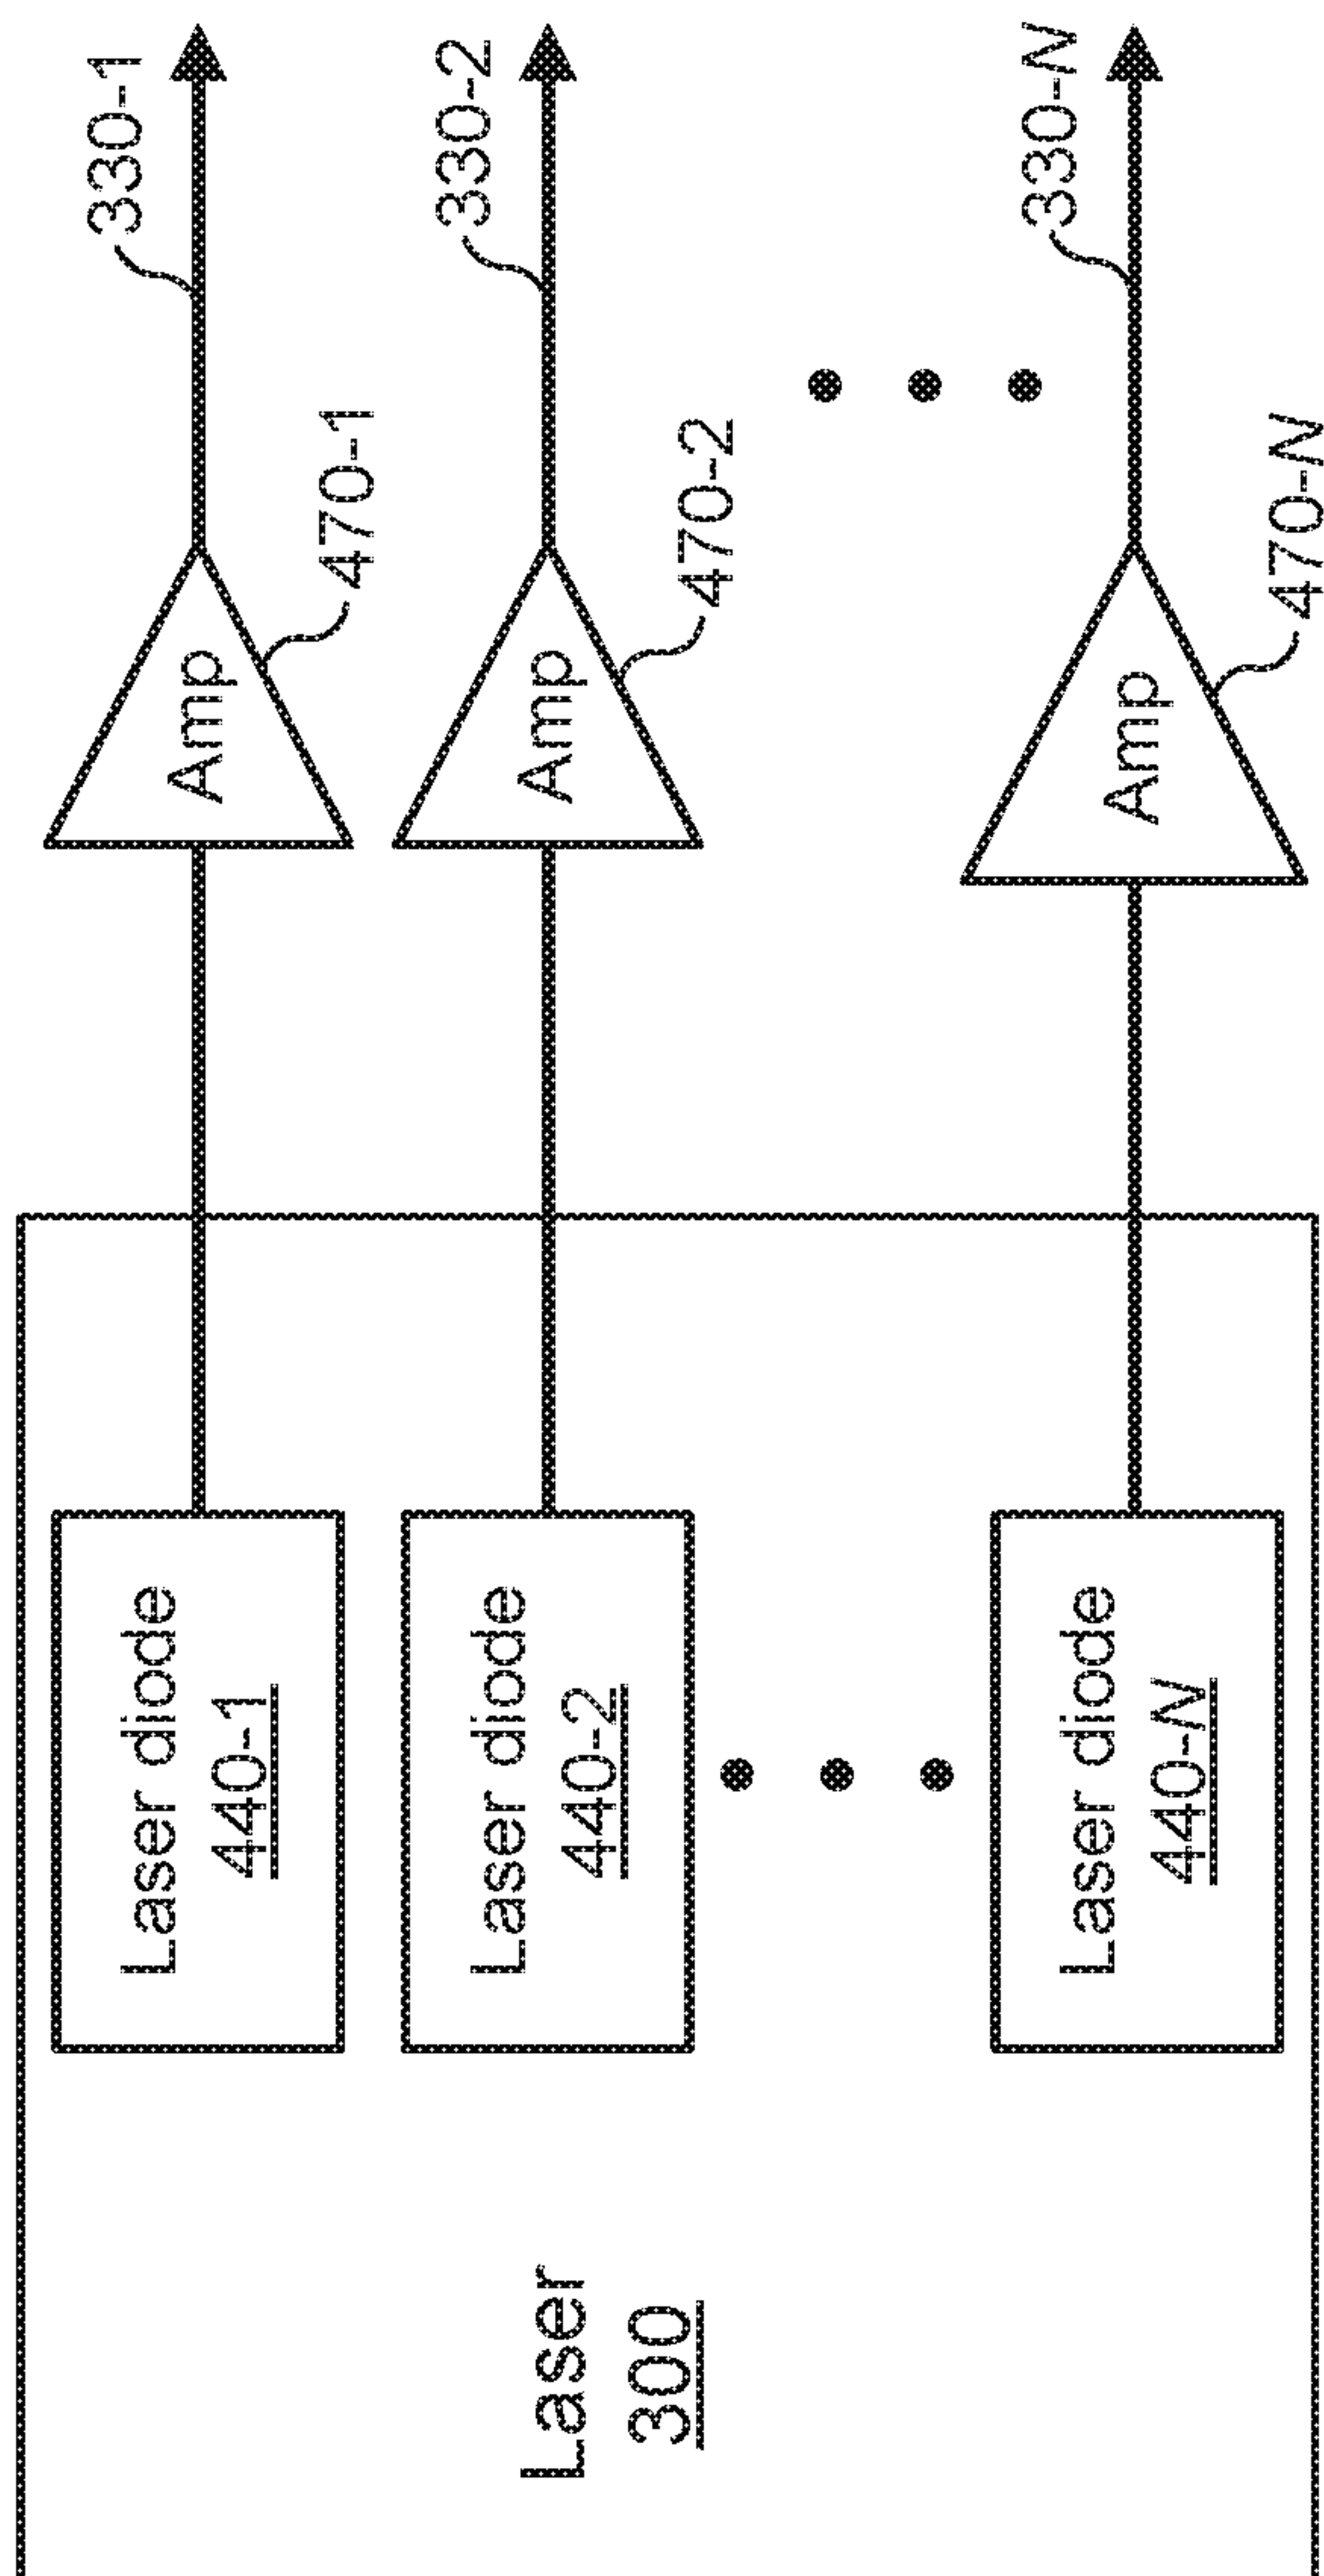 Laser
300
Laser diode
440-1
Laser diode
440-2
Laser diode
440-N
Amp
470-1
330-1
Amp
470-2
330-2
Amp
470-N
330-N